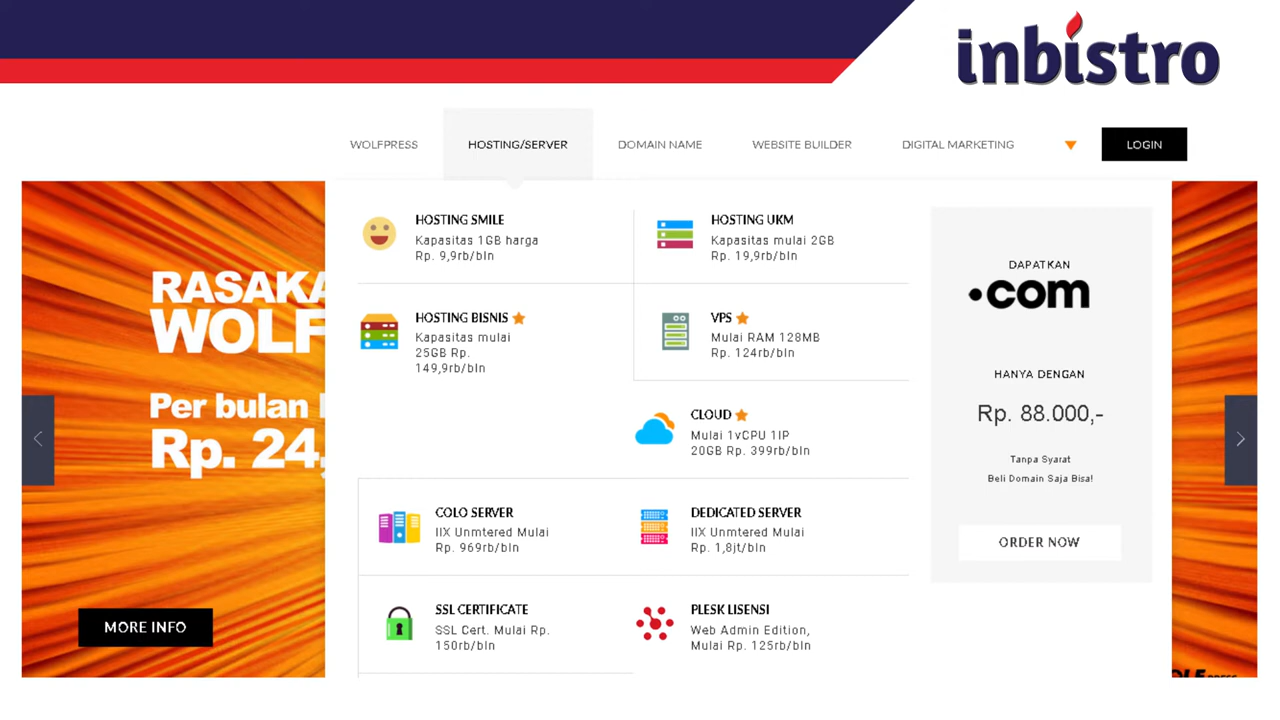 inbistro
WOLFPRESS
HOSTING/SERVER
DOMAIN NAME
WEBSITE BUILDER
DIGITAL MARKETING
LOGIN
RASAKA
WOLF
Per bulan
Rp. 24,
MORE INFO
HOSTING SMILE
Kapasitas 1GB harga
Rp. 9,9rb/bln
HOSTING UKM
Kapasitas mulai 2GB
Rp. 19,9rb/bln
HOSTING BISNIS
Kapasitas mulai
25GB Rp.
149,9rb/bln
VPS
Mulai RAM 128MB
Rp. 124rb/bln
CLOUD
Mulai 1vCPU 1IP
20GB Rp. 399rb/bln
COLO SERVER
IIX Unmtered Mulai
Rp. 969rb/bln
DEDICATED SERVER
IIX Unmtered Mulai
Rp. 1,8jt/bln
SSL CERTIFICATE
SSL Cert. Mulai Rp.
150rb/bln
PLESK LISENSI
Web Admin Edition,
Mulai Rp. 125rb/bln
DAPATKAN
.com
HANYA DENGAN
Rp. 88.000,-
Tanpa Syarat
Beli Domain Saja Bisa!
ORDER NOW